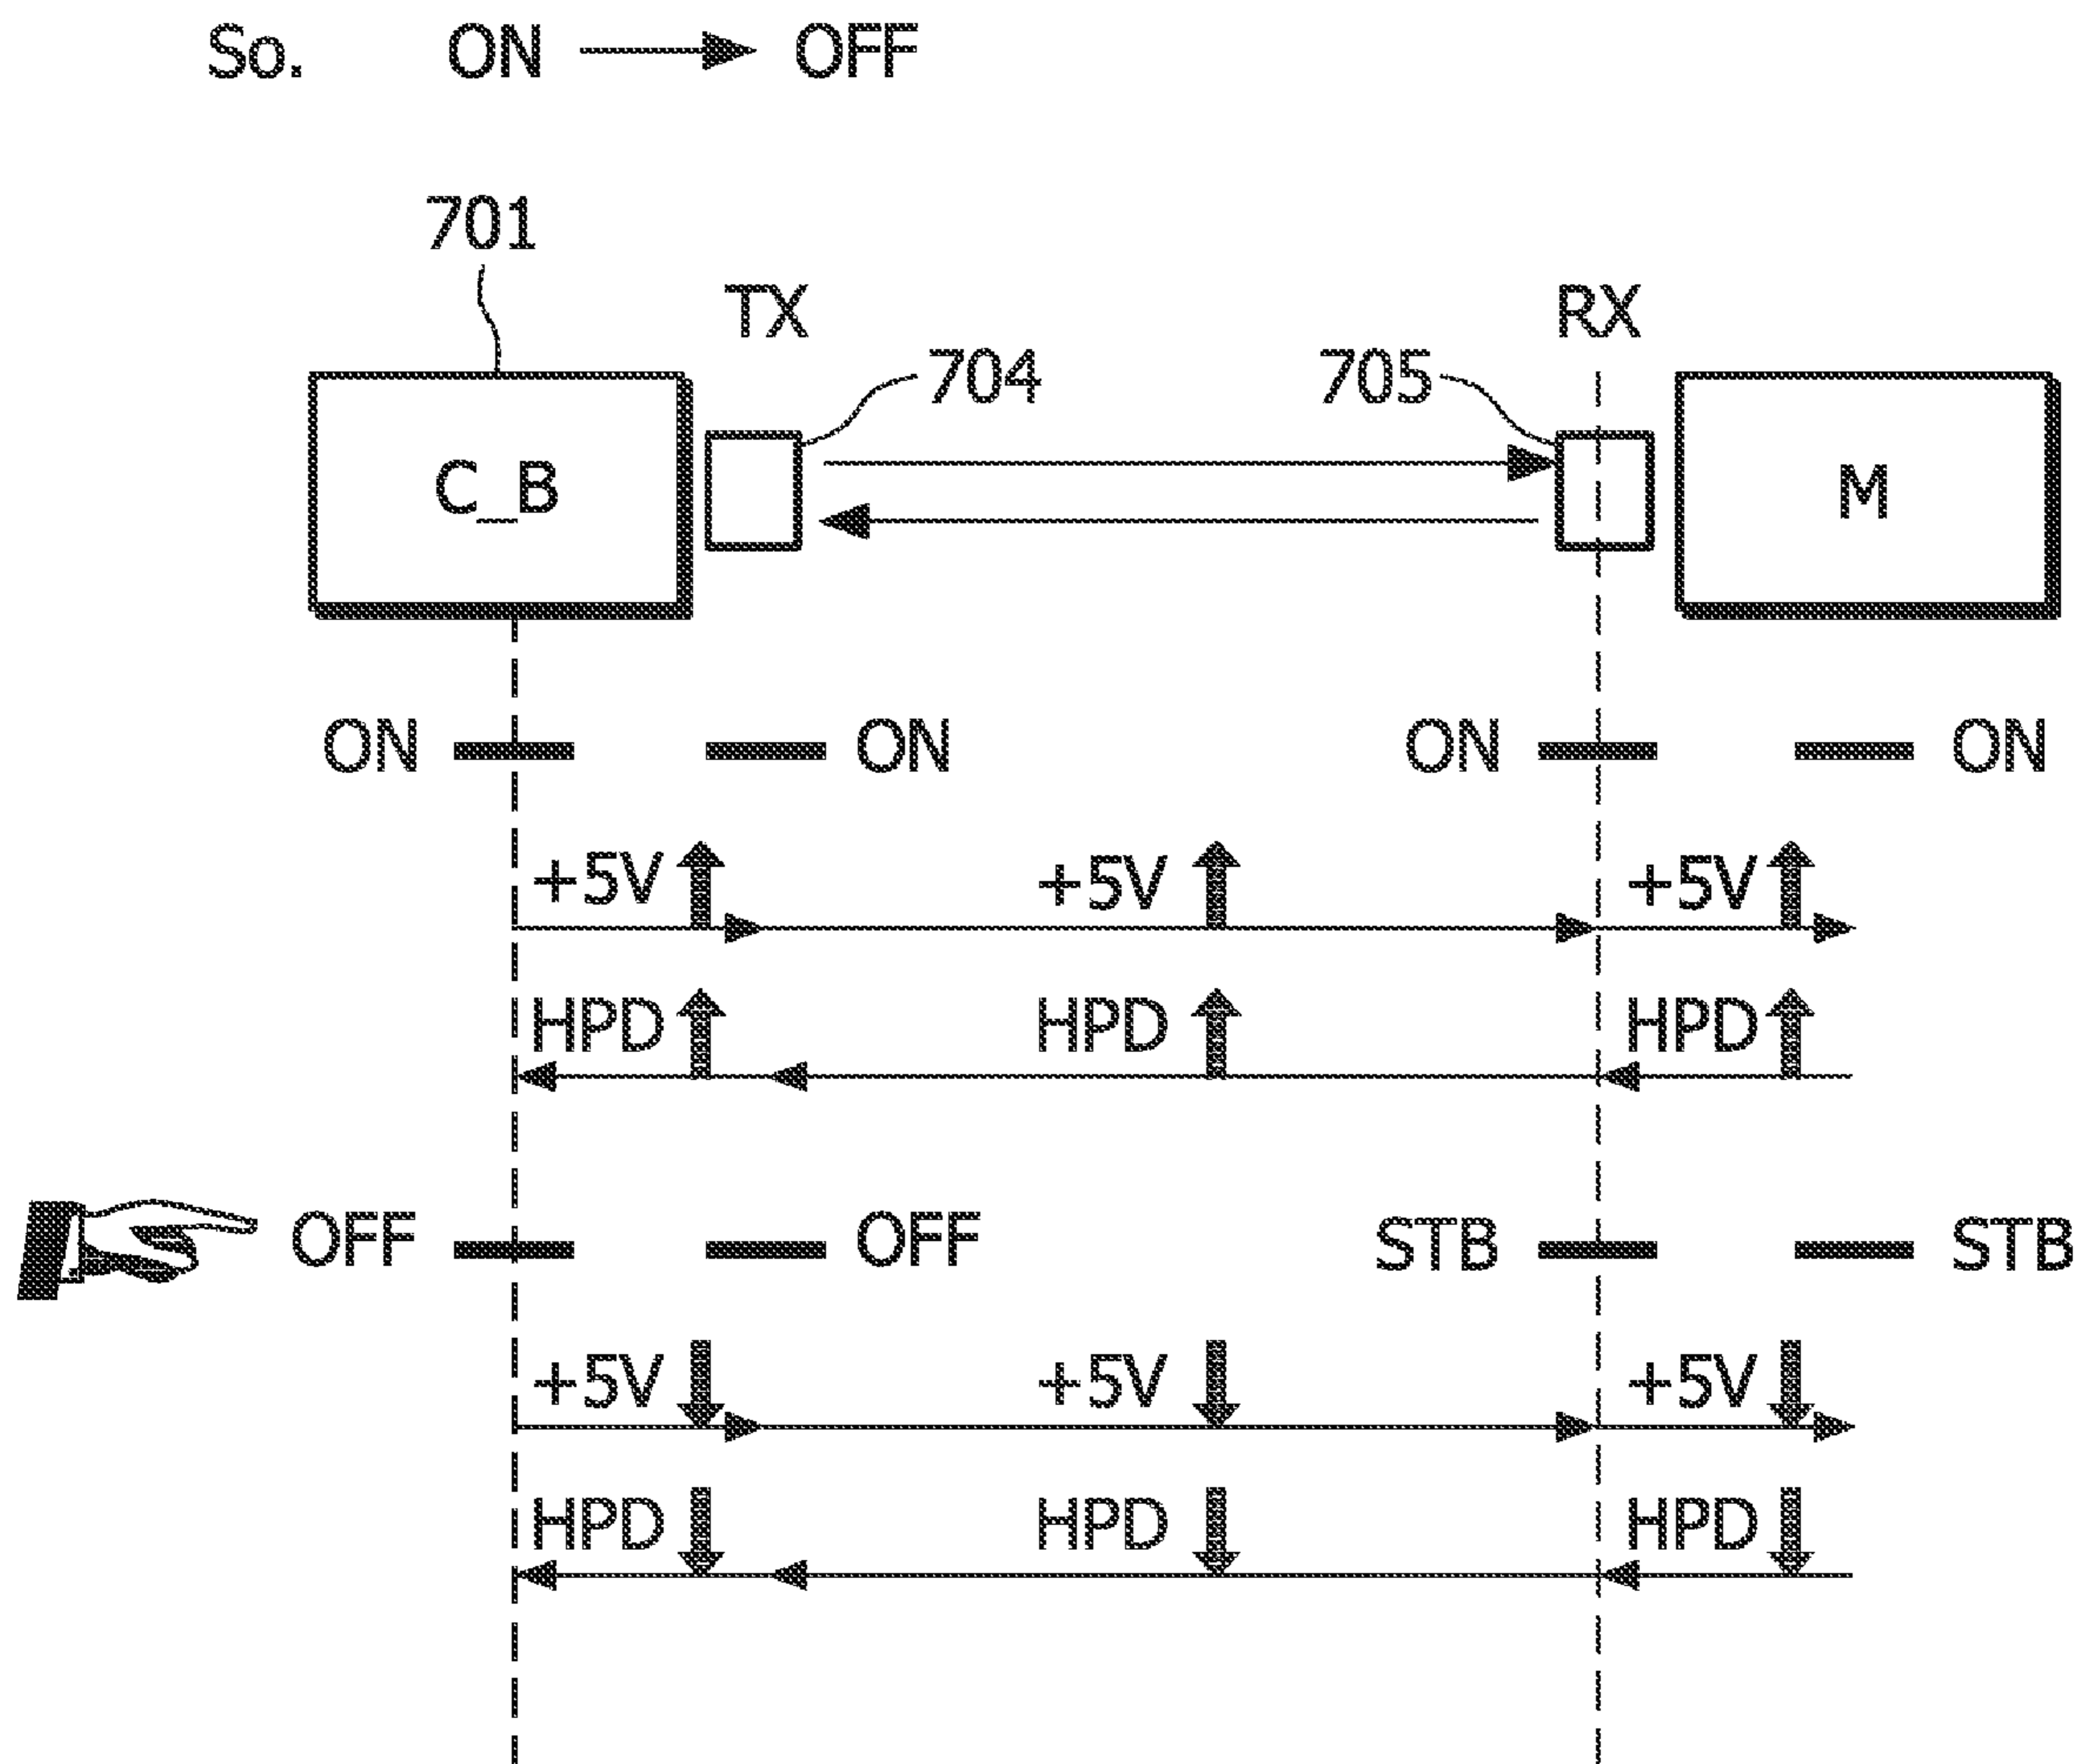 So. ON OFF
701
TX RX
704 705
C_B M
ON ON ON ON
+5V +5V +5V
HPD HPD HPD
OFF OFF STB STB
+5V +5V +5V
HPD HPD HPD